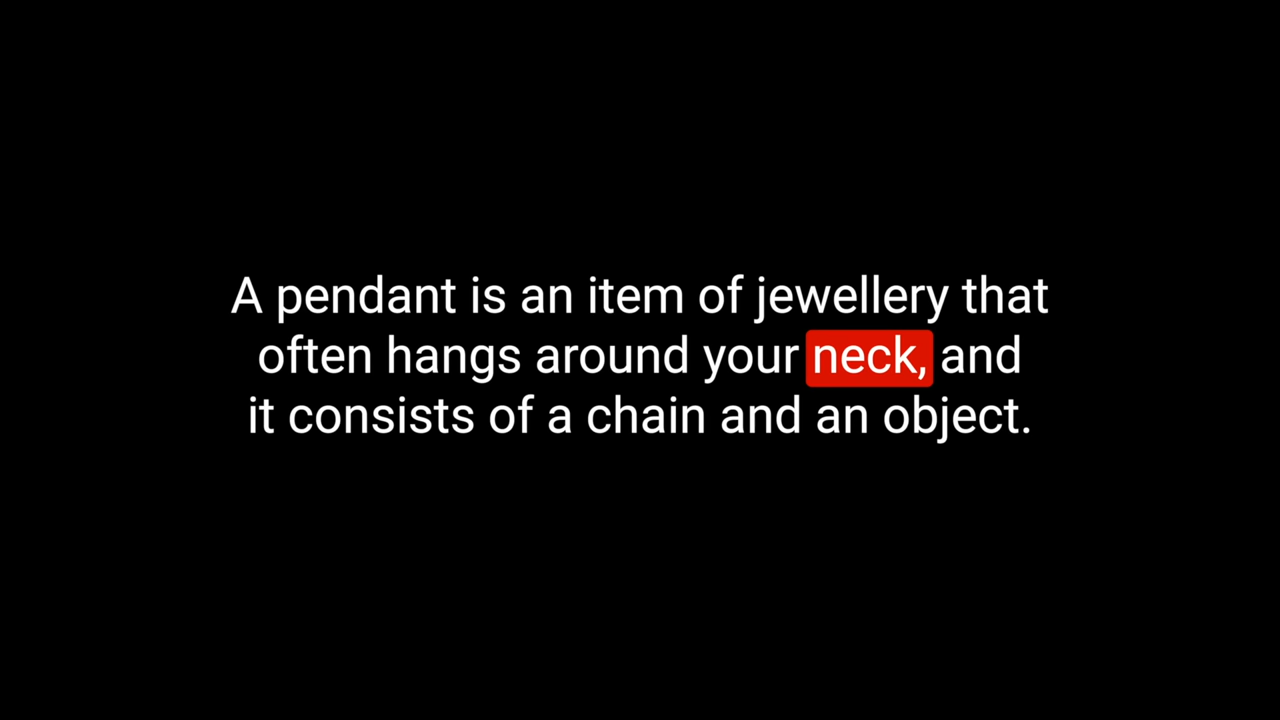 A pendant is an item of jewellery that
often hangs around your neck, and
it consists of a chain and an object.